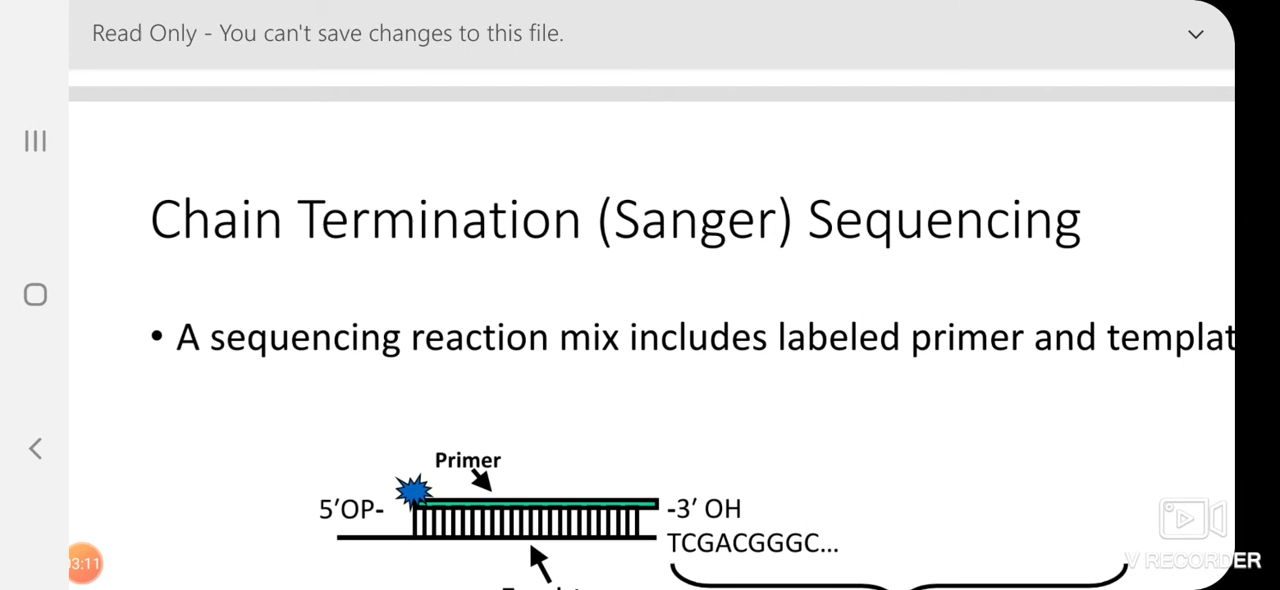 Read Only - You can't save changes to this file.
Chain Termination (Sanger) Sequencing
• A sequencing reaction mix includes labeled primer and templat
Primer
5’OP-
-3’ OH
TCGACGGGC...
3:11
V RECORDER